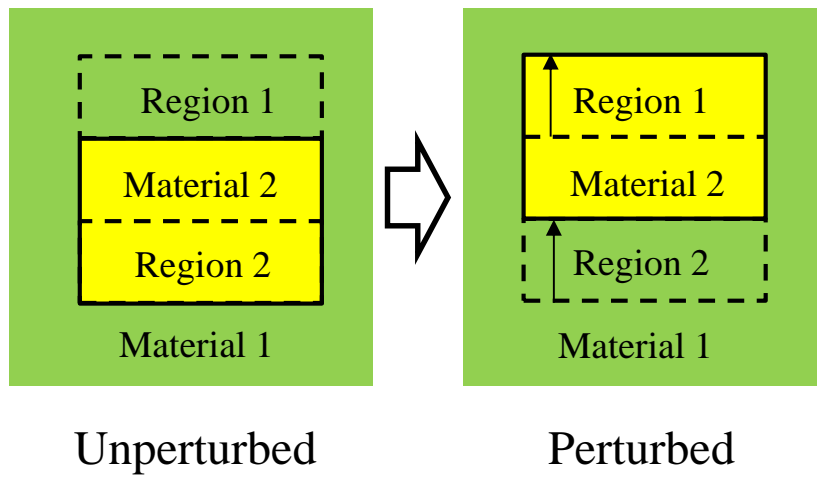 Region 1
Material 2
Region 2
Material 1
Unperturbed
Region 1
Material 2
Region 2
Material 1
Perturbed